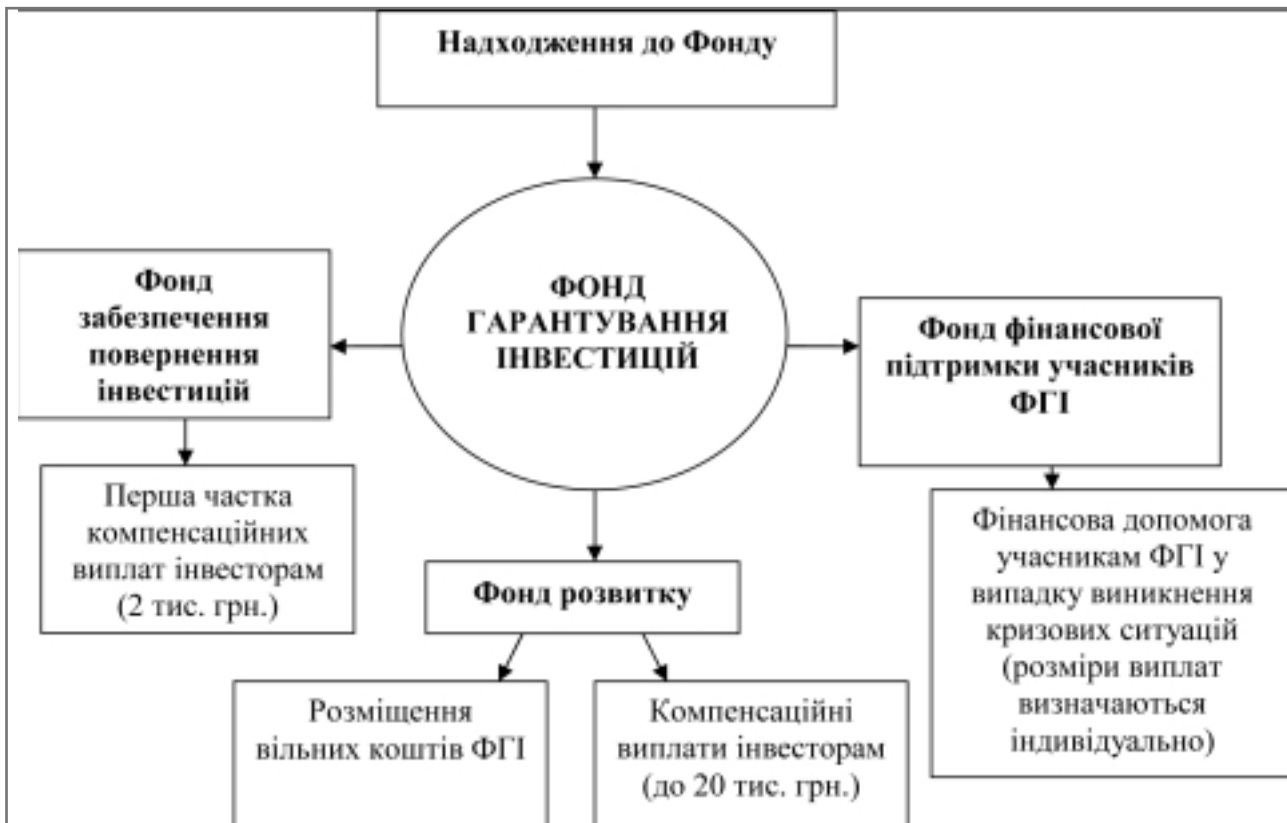 Надходження до Фонду
ФОНД
ГАРАНТУВАННЯ
ІНВЕСТИЦІЙ
Фонд
забезпечення
повернення
інвестицій
Фонд фінансової
підтримки учасників
ФГІ
Перша частка
компенсаційних
виплат інвесторам
(2 тис. грн.)
Фонд розвитку
Фінансова допомога
учасникам ФГІ у
випадку виникнення
кризових ситуацій
(розміри виплат
визначаються
індивідуально)
Розміщення
вільних коштів ФГІ
Компенсаційні
виплати інвесторам
(до 20 тис. грн.)